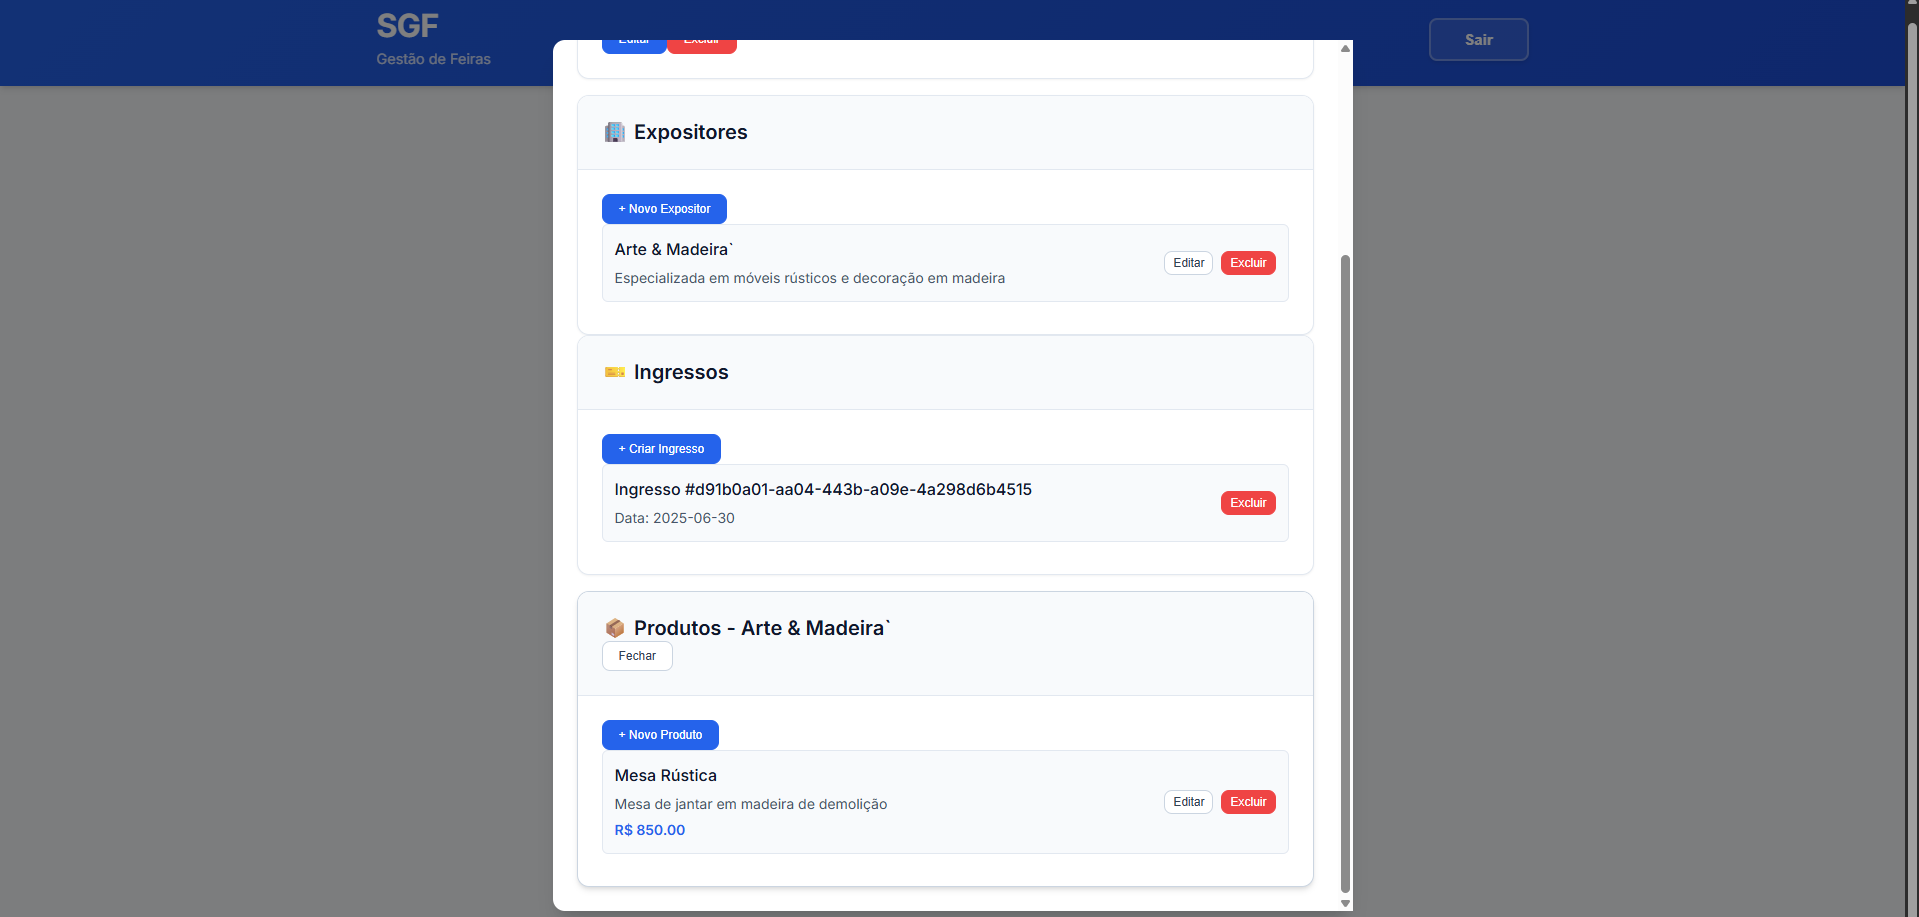 SGF
Gestão de Feiras
Sair
Editar
Excluir
Expositores
+ Novo Expositor
Arte & Madeira`
Especializada em móveis rústicos e decoração em madeira
Editar
Excluir
Ingressos
+ Criar Ingresso
Ingresso #d91b0a01-aa04-443b-a09e-4a298d6b4515
Data: 2025-06-30
Excluir
Produtos - Arte & Madeira`
Fechar
+ Novo Produto
Mesa Rústica
Mesa de jantar em madeira de demolição
R$ 850.00
Editar
Excluir